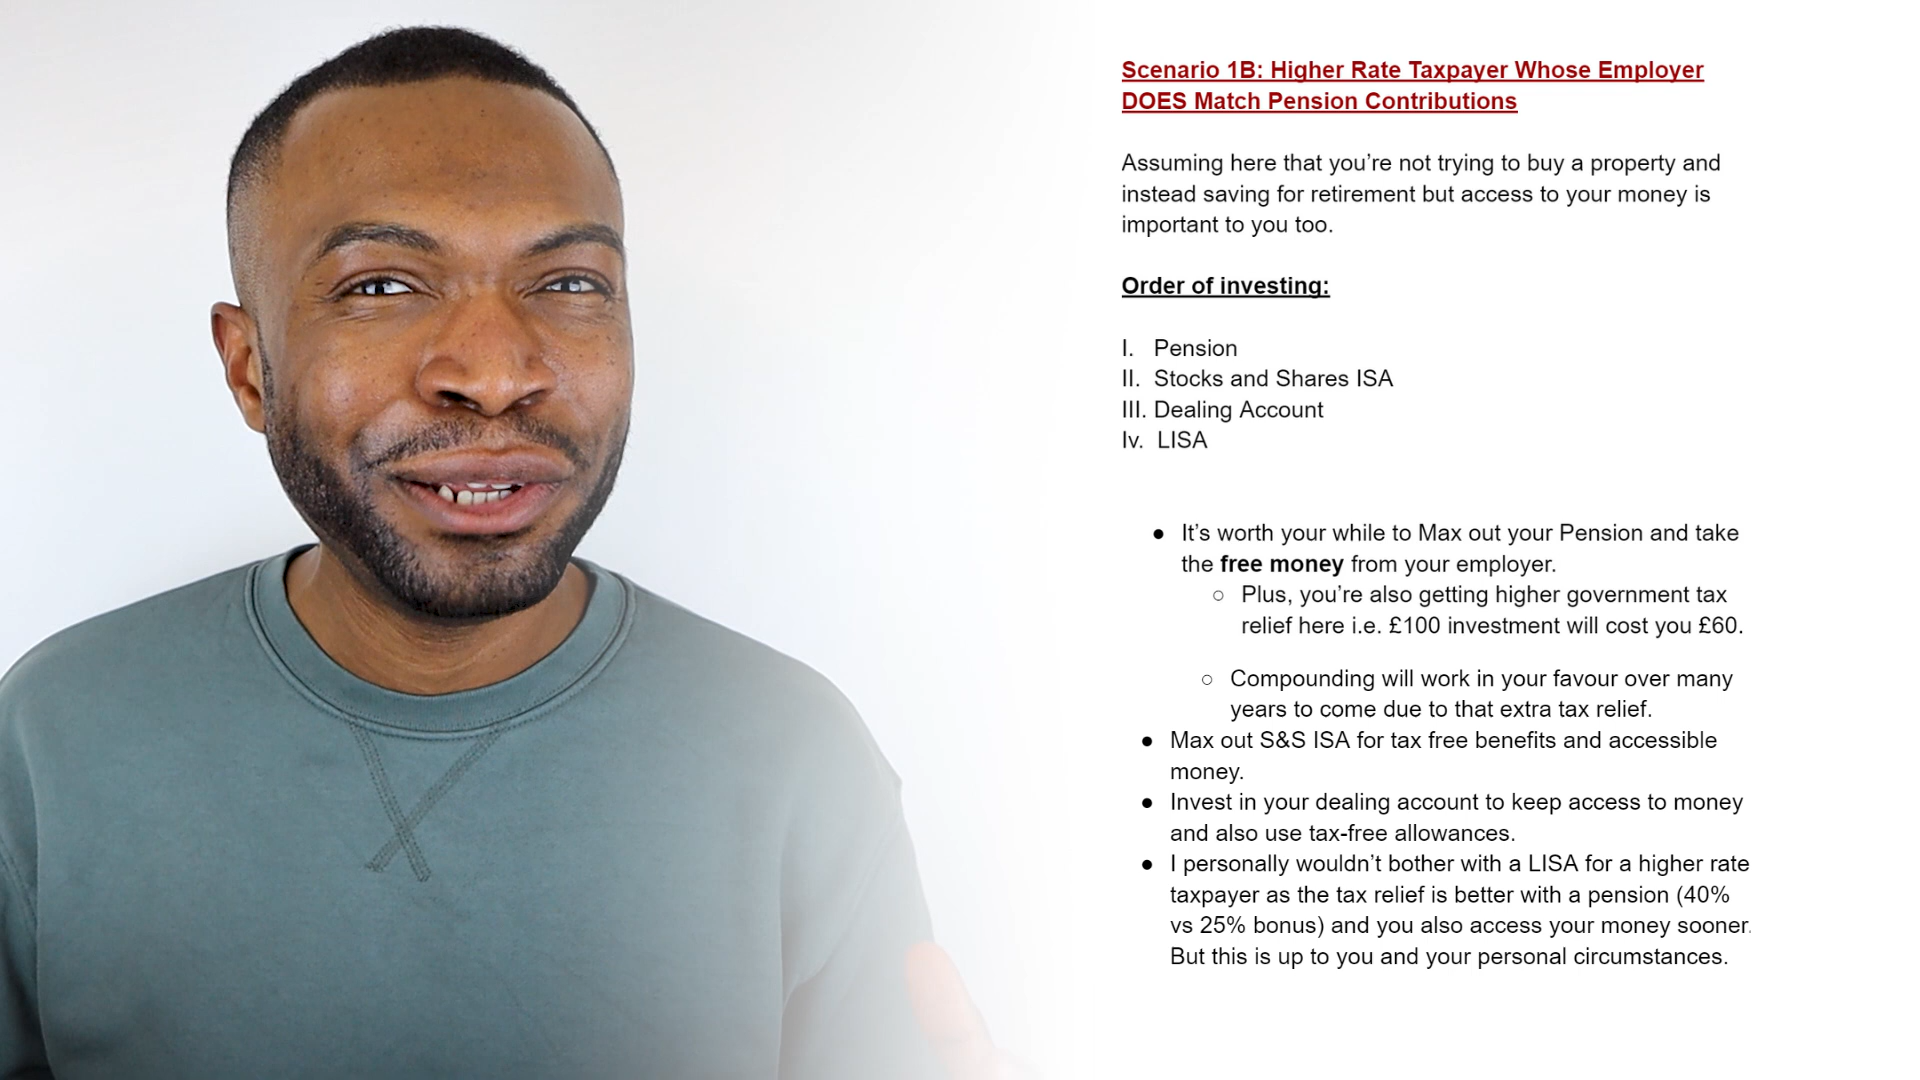 Scenario 1B: Higher Rate Taxpayer Whose Employer
DOES Match Pension Contributions
Assuming here that you’re not trying to buy a property and
instead saving for retirement but access to your money is
important to you too.
Order of investing:
I. Pension
II. Stocks and Shares ISA
III. Dealing Account
Iv. LISA
● It’s worth your while to Max out your Pension and take
the free money from your employer.
○ Plus, you’re also getting higher government tax
relief here i.e. £100 investment will cost you £60.
○ Compounding will work in your favour over many
years to come due to that extra tax relief.
● Max out S&S ISA for tax free benefits and accessible
money.
● Invest in your dealing account to keep access to money
and also use tax-free allowances.
● I personally wouldn’t bother with a LISA for a higher rate
taxpayer as the tax relief is better with a pension (40%
vs 25% bonus) and you also access your money sooner.
But this is up to you and your personal circumstances.